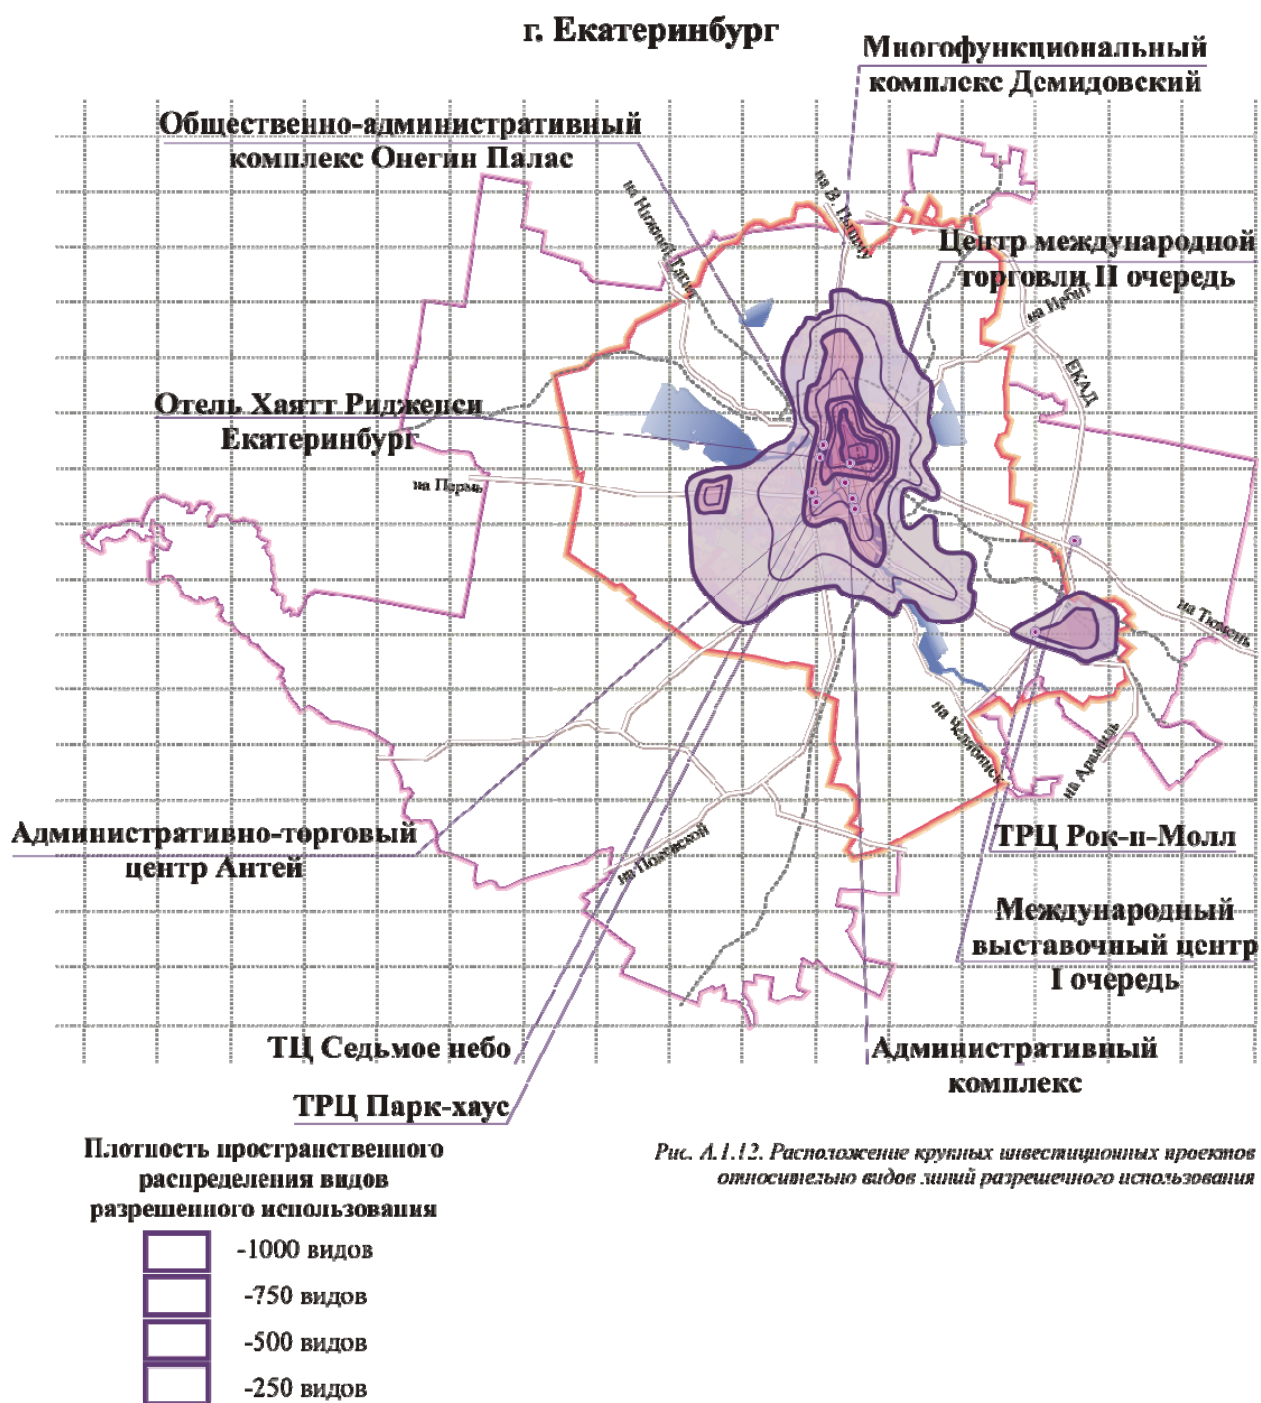 г. Екатеринбург
Многофункциональный
комплекс Демидовский
Общественно-административный
комплекс Онегин Палас
на Нижний Тагил
на В. Пышму
Центр международной
торговли II очередь
на Ирбит
ЕКАД
Отель Хаятт Ридженси
Екатеринбург
на Пермь
на Тюмень
на Челябинск
на Арамиль
Административно-торговый
центр Антей
на Полевской
ТРЦ Рок-н-Молл
Международный
выставочный центр
I очередь
ТЦ Седьмое небо
Административный
комплекс
ТРЦ Парк-хаус
Плотность пространственного
распределения видов
разрешенного использования
-1000 видов
-750 видов
-500 видов
-250 видов
Рис. А.1.12. Расположение крупных инвестиционных проектов
относительно видов линий разрешенного использования